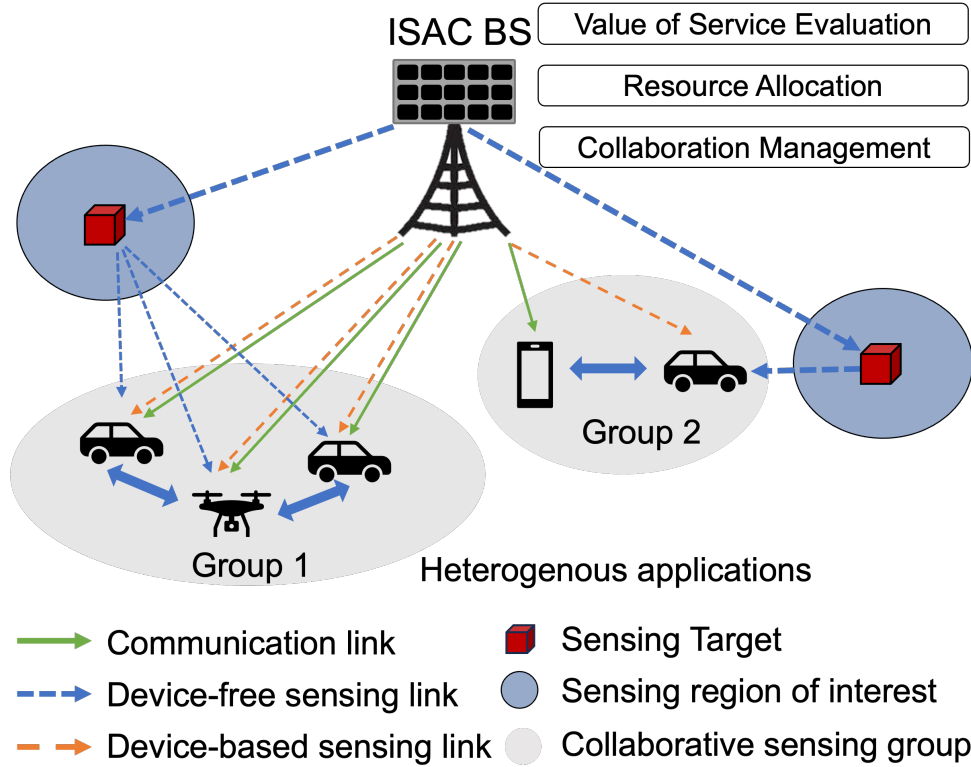 ISAC BS
Value of Service Evaluation
Resource Allocation
Collaboration Management
Group 2
Group 1
Heterogenous applications
Communication link
Sensing Target
Device-free sensing link
Sensing region of interest
Device-based sensing link
Collaborative sensing group